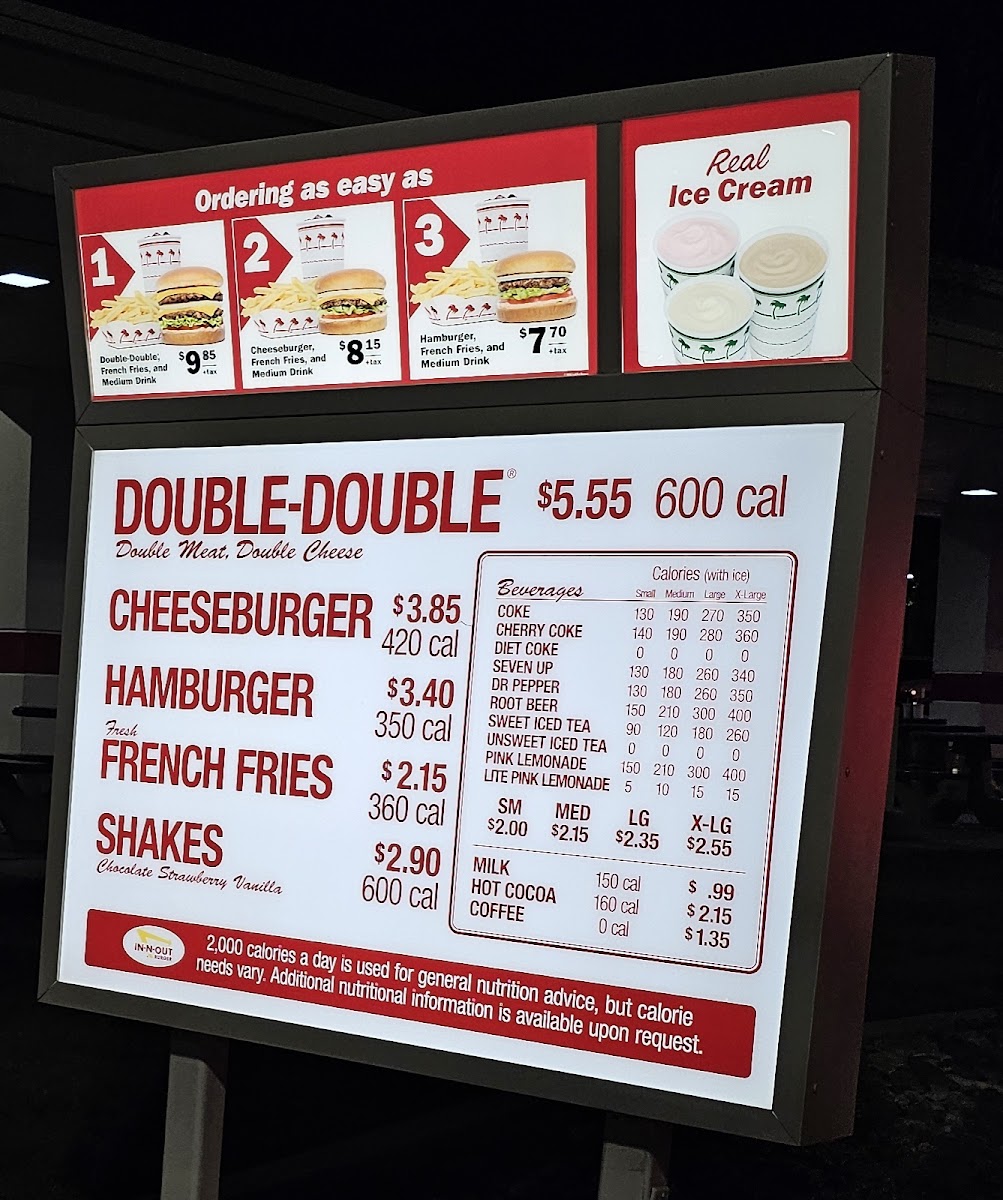 Ordering as easy as
1
Double-Double,
French Fries, and
Medium Drink
$9 85
+tax
2
Cheeseburger,
French Fries, and
Medium Drink
$8 15
+tax
3
Hamburger,
French Fries, and
Medium Drink
$7 70
+tax
Real
Ice Cream
DOUBLE-DOUBLE® $5.55 600 cal
Double Meat, Double Cheese
CHEESEBURGER $3.85
420 cal
HAMBURGER $3.40
350 cal
Fresh
FRENCH FRIES $2.15
360 cal
SHAKES $2.90
Chocolate Strawberry Vanilla 600 cal
Calories (with ice)
Beverages Small Medium Large X-Large
COKE 130 190 270 350
CHERRY COKE 140 190 280 360
DIET COKE 0 0 0 0
SEVEN UP 130 180 260 340
DR PEPPER 130 180 260 350
ROOT BEER 150 210 300 400
SWEET ICED TEA 90 120 180 260
UNSWEET ICED TEA 0 0 0 0
PINK LEMONADE 150 210 300 400
LITE PINK LEMONADE 5 10 15 15
SM MED LG X-LG
$2.00 $2.15 $2.35 $2.55
MILK 150 cal $ .99
HOT COCOA 160 cal $2.15
COFFEE 0 cal $1.35
IN-N-OUT
BURGER
2,000 calories a day is used for general nutrition advice, but calorie
needs vary. Additional nutritional information is available upon request.